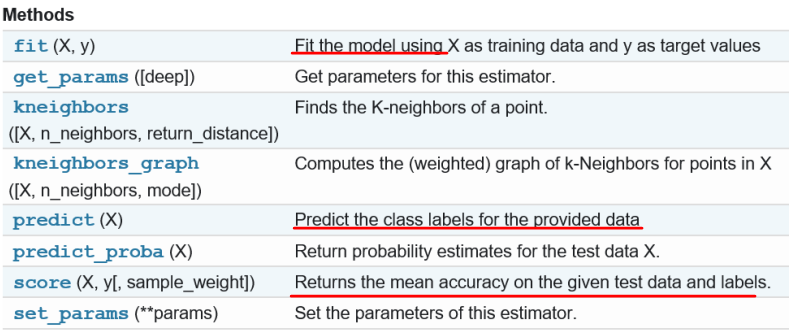 Methods
fit (X, y) Fit the model using X as training data and y as target values
get_params ([deep]) Get parameters for this estimator.
kneighbors Finds the K-neighbors of a point.
([X, n_neighbors, return_distance])
kneighbors_graph Computes the (weighted) graph of k-Neighbors for points in X
([X, n_neighbors, mode])
predict (X) Predict the class labels for the provided data
predict_proba (X) Return probability estimates for the test data X.
score (X, y[, sample_weight]) Returns the mean accuracy on the given test data and labels.
set_params (**params) Set the parameters of this estimator.